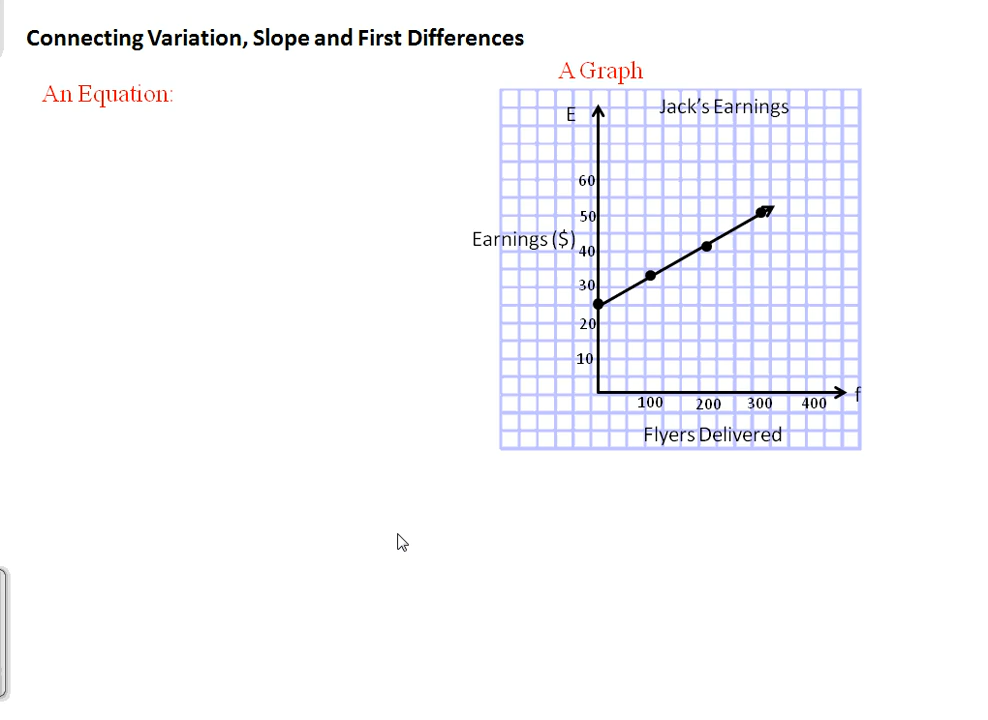 Connecting Variation, Slope and First Differences
An Equation:
A Graph
Jack's Earnings
E
60
50
Earnings ($)
40
30
20
10
f
100 200 300 400
Flyers Delivered